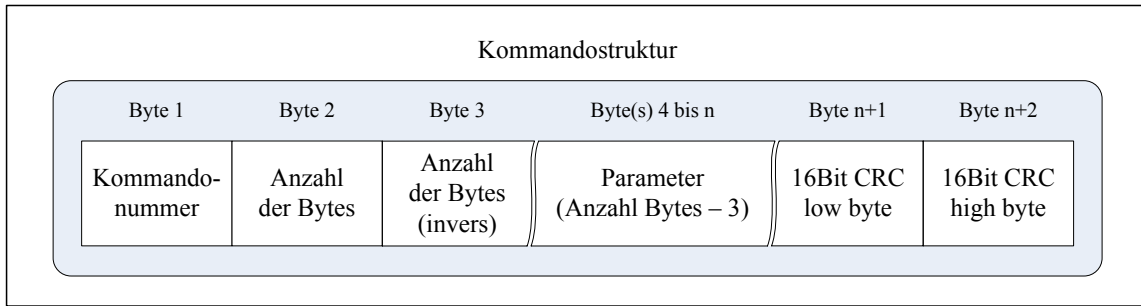 Kommandostruktur
Byte 1
Byte 2
Byte 3
Byte(s) 4 bis n
Byte n+1
Byte n+2
Kommando-
nummer
Anzahl
der Bytes
Anzahl
der Bytes
(invers)
Parameter
(Anzahl Bytes – 3)
16Bit CRC
low byte
16Bit CRC
high byte